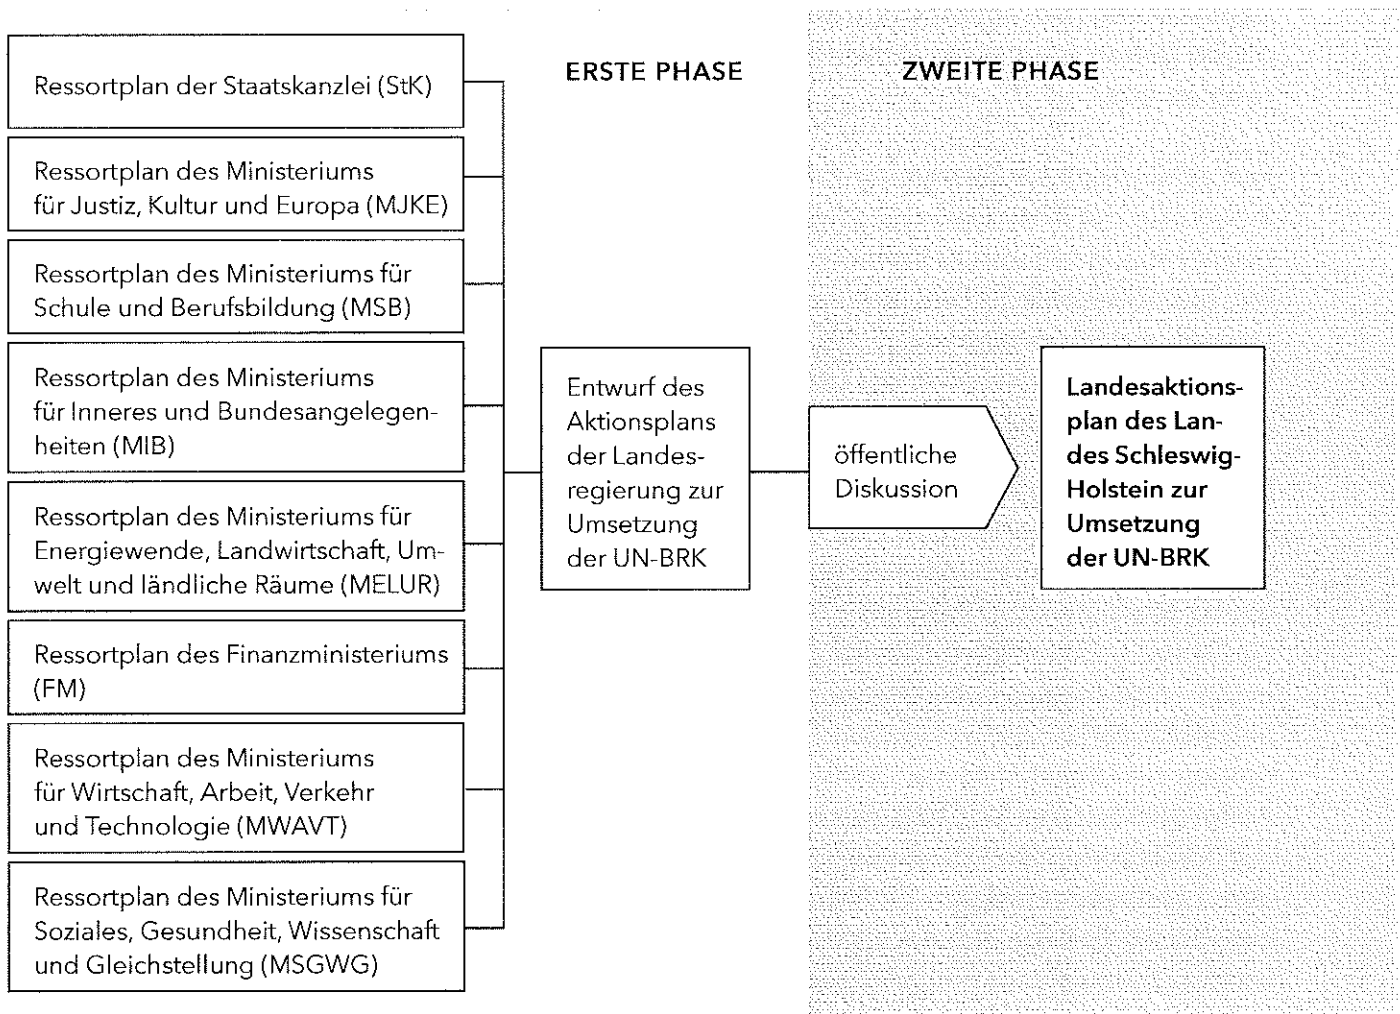 Ressortplan der Staatskanzlei (StK)
Ressortplan des Ministeriums
für Justiz, Kultur und Europa (MJKE)
Ressortplan des Ministeriums für
Schule und Berufsbildung (MSB)
Ressortplan des Ministeriums
für Inneres und Bundesangelegen-
heiten (MIB)
Ressortplan des Ministeriums für
Energiewende, Landwirtschaft, Um-
welt und ländliche Räume (MELUR)
Ressortplan des Finanzministeriums
(FM)
Ressortplan des Ministeriums
für Wirtschaft, Arbeit, Verkehr
und Technologie (MWAVT)
Ressortplan des Ministeriums für
Soziales, Gesundheit, Wissenschaft
und Gleichstellung (MSGWG)
ERSTE PHASE
Entwurf des
Aktionsplans
der Landes-
regierung zur
Umsetzung
der UN-BRK
ZWEITE PHASE
öffentliche
Diskussion
Landesaktions-
plan des Lan-
des Schleswig-
Holstein zur
Umsetzung
der UN-BRK